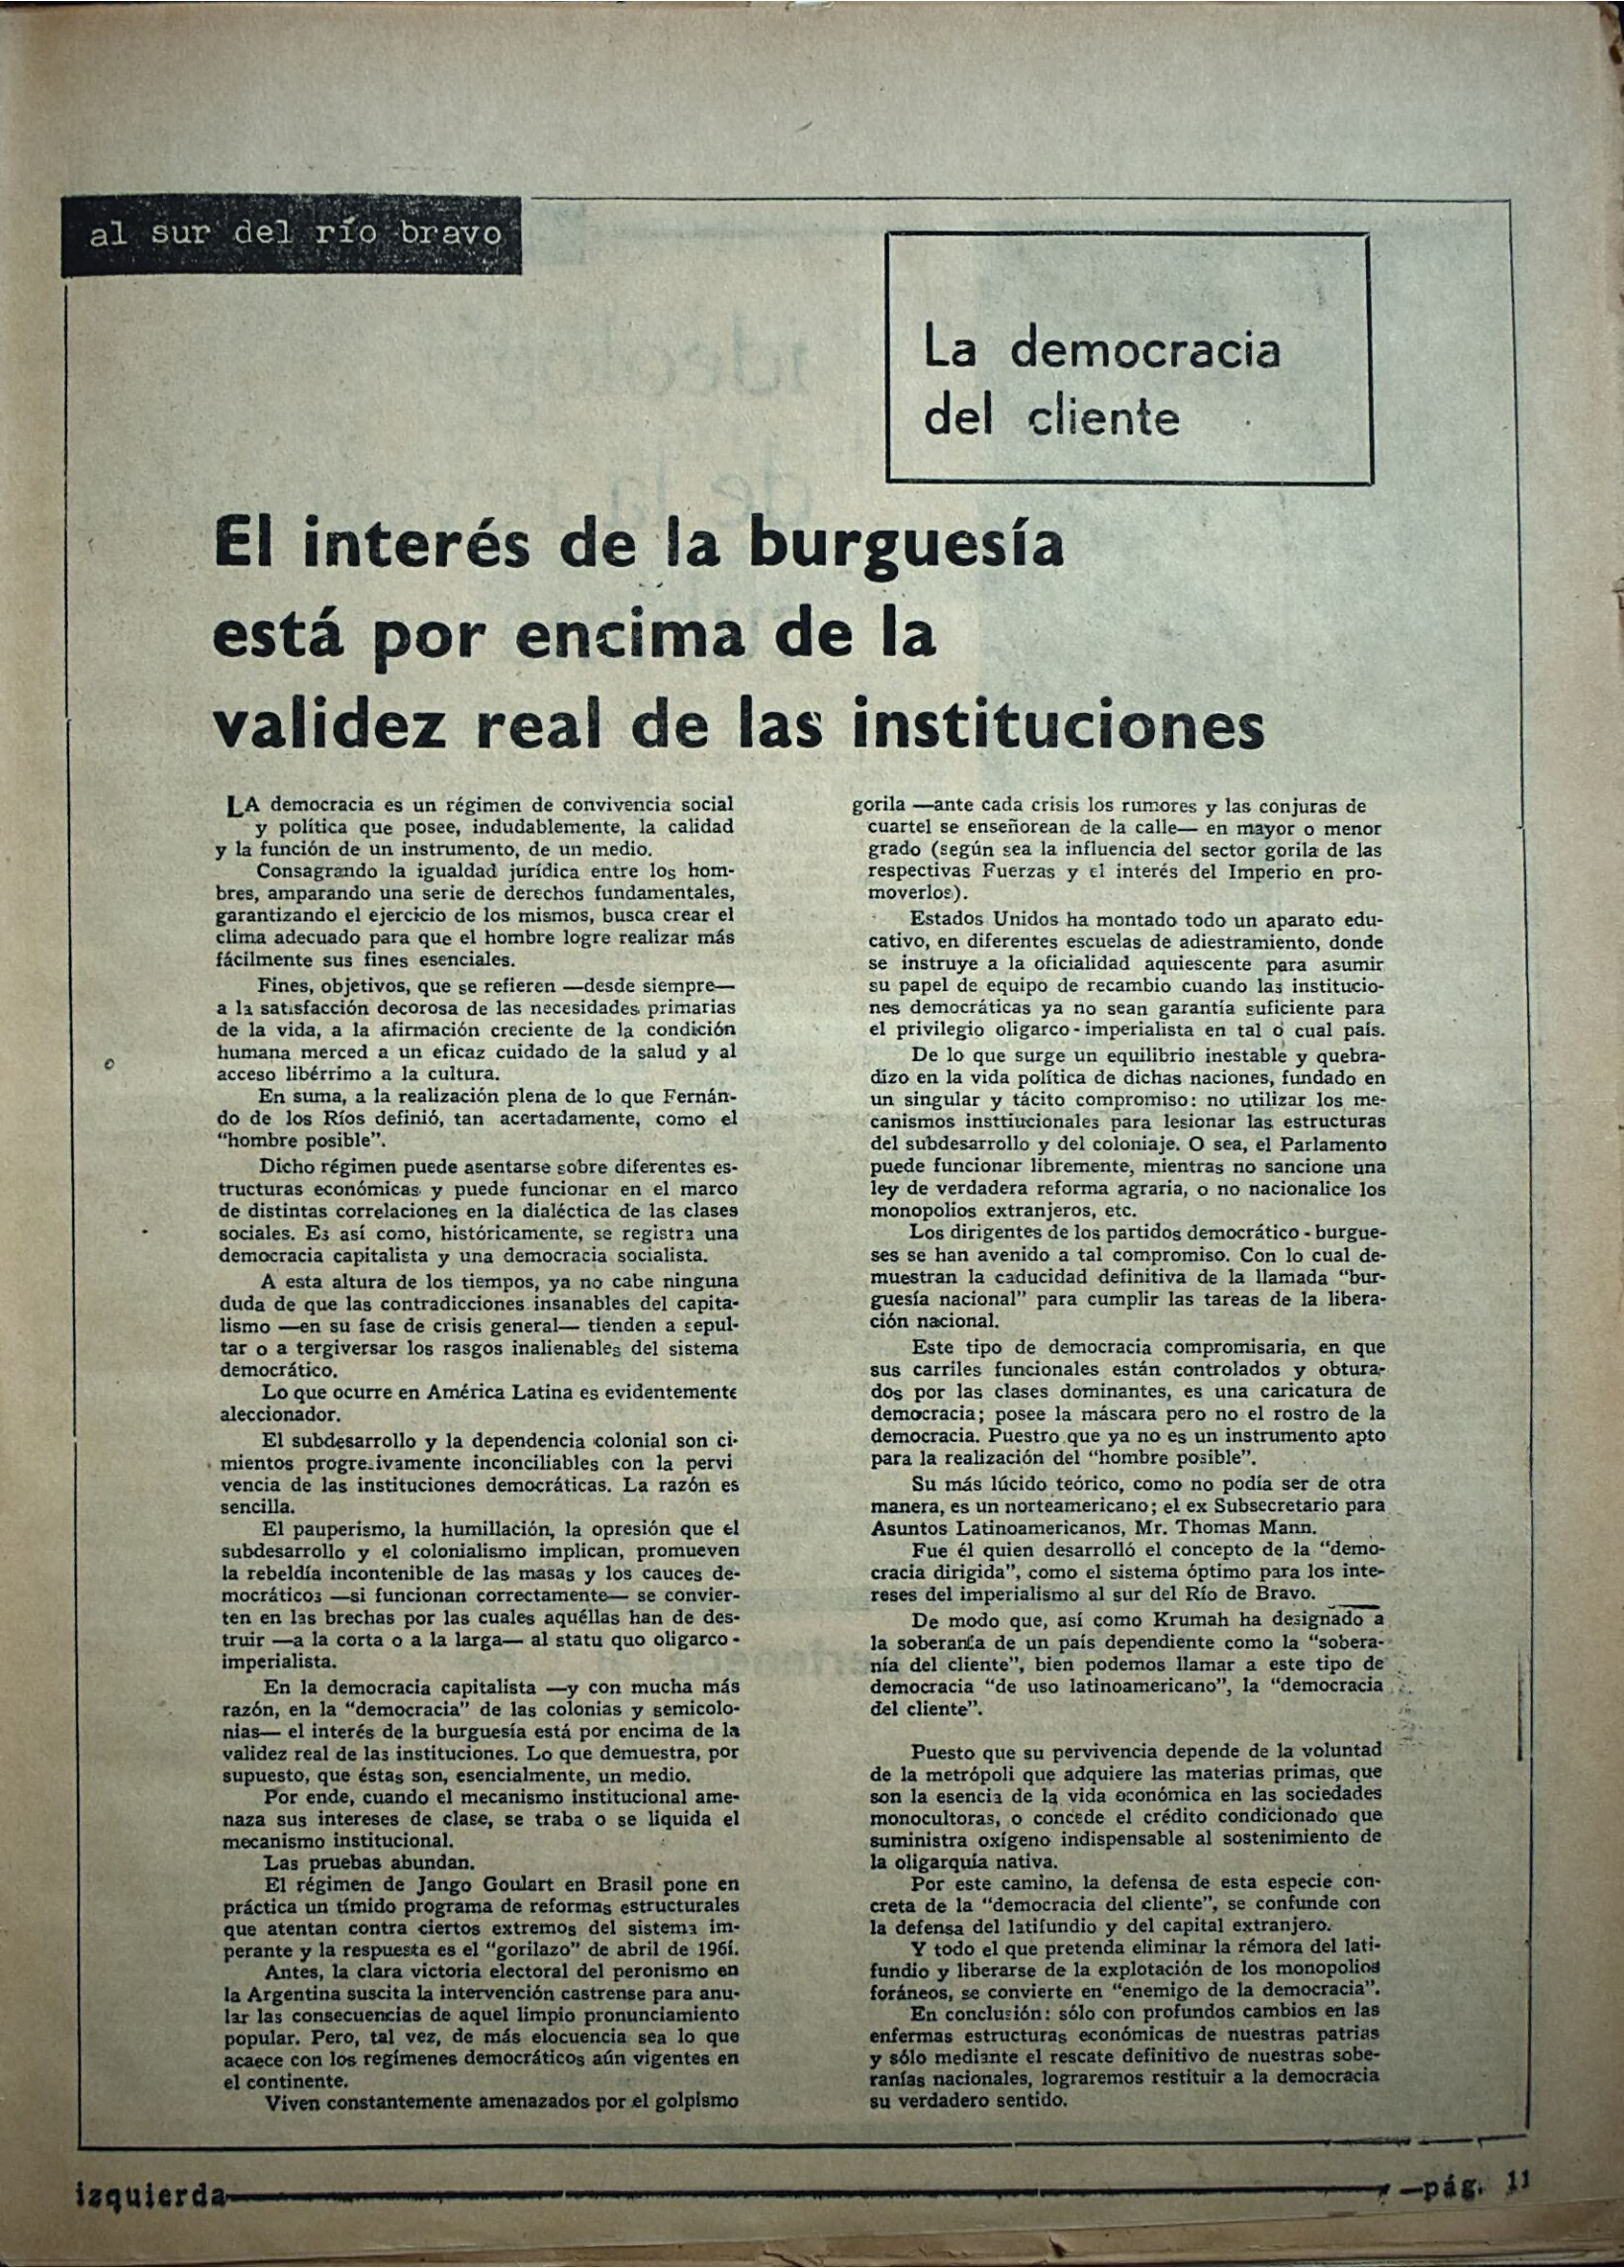 al sur del río bravo
La democracia
del cliente
El interés de la burguesía
está por encima de la
validez real de las instituciones
LA democracia es un régimen de convivencia social
y política que posee, indudablemente, la calidad
y la función de un instrumento, de un medio.
Consagrando la igualdad jurídica entre los hom-
bres, amparando una serie de derechos fundamentales,
garantizando el ejercicio de los mismos, busca crear el
clima adecuado para que el hombre logre realizar más
fácilmente sus fines esenciales.
Fines, objetivos, que se refieren —desde siempre—
a la satisfacción decorosa de las necesidades primarias
de la vida, a la afirmación creciente de la condición
humana merced a un eficaz cuidado de la salud y al
acceso libérrimo a la cultura.
En suma, a la realización plena de lo que Fernán-
do de los Ríos definió, tan acertadamente, como el
“hombre posible”.
Dicho régimen puede asentarse sobre diferentes es-
tructuras económicas y puede funcionar en el marco
de distintas correlaciones en la dialéctica de las clases
sociales. Es así como, históricamente, se registra una
democracia capitalista y una democracia socialista.
A esta altura de los tiempos, ya no cabe ninguna
duda de que las contradicciones insanables del capita-
lismo —en su fase de crisis general— tienden a sepul-
tar o a tergiversar los rasgos inalienables del sistema
democrático.
Lo que ocurre en América Latina es evidentemente
aleccionador.
El subdesarrollo y la dependencia colonial son ci-
mientos progresivamente inconciliables con la pervi
vencia de las instituciones democráticas. La razón es
sencilla.
El pauperismo, la humillación, la opresión que el
subdesarrollo y el colonialismo implican, promueven
la rebeldía incontenible de las masas y los cauces de-
mocráticos —si funcionan correctamente— se convier-
ten en las brechas por las cuales aquéllas han de des-
truir —a la corta o a la larga— al statu quo oligarco-
imperialista.
En la democracia capitalista —y con mucha más
razón, en la “democracia” de las colonias y semicolo-
nias— el interés de la burguesía está por encima de la
validez real de las instituciones. Lo que demuestra, por
supuesto, que éstas son, esencialmente, un medio.
Por ende, cuando el mecanismo institucional ame-
naza sus intereses de clase, se traba o se liquida el
mecanismo institucional.
Las pruebas abundan.
El régimen de Jango Goulart en Brasil pone en
práctica un tímido programa de reformas estructurales
que atentan contra ciertos extremos del sistema im-
perante y la respuesta es el “gorilazo” de abril de
Antes, la clara victoria electoral del peronismo en
la Argentina suscita la intervención castrense para anu-
lar las consecuencias de aquel limpio pronunciamiento
popular. Pero, tal vez, de más elocuencia sea lo que
acaece con los regímenes democráticos aún vigentes en
el continente.
Viven constantemente amenazados por el golpismo
gorila —ante cada crisis los rumores y las conjuras de
cuartel se enseñorean de la calle— en mayor o menor
grado (según sea la influencia del sector gorila de las
respectivas Fuerzas y el interés del Imperio en pro-
moverlos).
Estados Unidos ha montado todo un aparato edu-
cativo, en diferentes escuelas de adiestramiento, donde
se instruye a la oficialidad aquiescente para asumir
su papel de equipo de recambio cuando las institucio-
nes democráticas ya no sean garantía suficiente para
el privilegio oligarco-imperialista en tal o cual país.
De lo que surge un equilibrio inestable y quebra-
dizo en la vida política de dichas naciones, fundado en
un singular y tácito compromiso: no utilizar los me-
canismos insttiucionales para lesionar las estructuras
del subdesarrollo y del coloniaje. O sea, el Parlamento
puede funcionar libremente, mientras no sancione una
ley de verdadera reforma agraria, o no nacionalice los
monopolios extranjeros, etc.
Los dirigentes de los partidos democrático-burgue-
ses se han avenido a tal compromiso. Con lo cual de-
muestran la caducidad definitiva de la llamada “bur-
guesía nacional” para cumplir las tareas de la libera-
ción nacional.
Este tipo de democracia compromisaria, en que
sus carriles funcionales están controlados y obtura-
dos por las clases dominantes, es una caricatura de
democracia; posee la máscara pero no el rostro de la
democracia. Puestro que ya no es un instrumento apto
para la realización del “hombre posible”.
Su más lúcido teórico, como no podía ser de otra
manera, es un norteamericano; el ex Subsecretario para
Asuntos Latinoamericanos, Mr. Thomas Mann.
Fue él quien desarrolló el concepto de la “demo-
cracia dirigida”, como el sistema óptimo para los inte-
reses del imperialismo al sur del Río de Bravo.
De modo que, así como Krumah ha designado a
la soberanía de un país dependiente como la “sobera-
nía del cliente”, bien podemos llamar a este tipo de
democracia “de uso latinoamericano”, la “democracia
del cliente”.
Puesto que su pervivencia depende de la voluntad
de la metrópoli que adquiere las materias primas, que
son la esencia de la vida económica en las sociedades
monocultoras, o concede el crédito condicionado que
suministra oxígeno indispensable al sostenimiento de
la oligarquía nativa.
Por este camino, la defensa de esta especie con-
creta de la “democracia del cliente”, se confunde con
la defensa del latifundio y del capital extranjero.
Y todo el que pretenda eliminar la rémora del lati-
fundio y liberarse de la explotación de los monopolios
foráneos, se convierte en “enemigo de la democracia”.
En conclusión: sólo con profundos cambios en las
enfermas estructuras económicas de nuestras patrias
y sólo mediante el rescate definitivo de nuestras sobe-
ranías nacionales, lograremos restituir a la democracia
su verdadero sentido.
izquierda — pág. 11